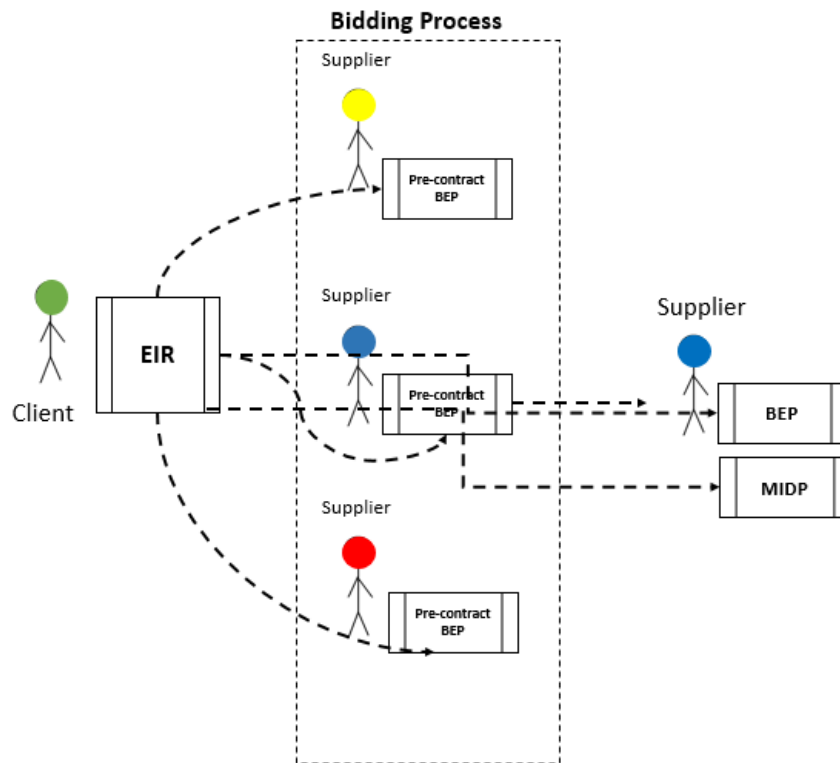 Bidding Process
Supplier
Pre-contract
BEP
Supplier
Supplier
EIR
Pre-contract
BEP
Client
BEP
MIDP
Supplier
Pre-contract
BEP